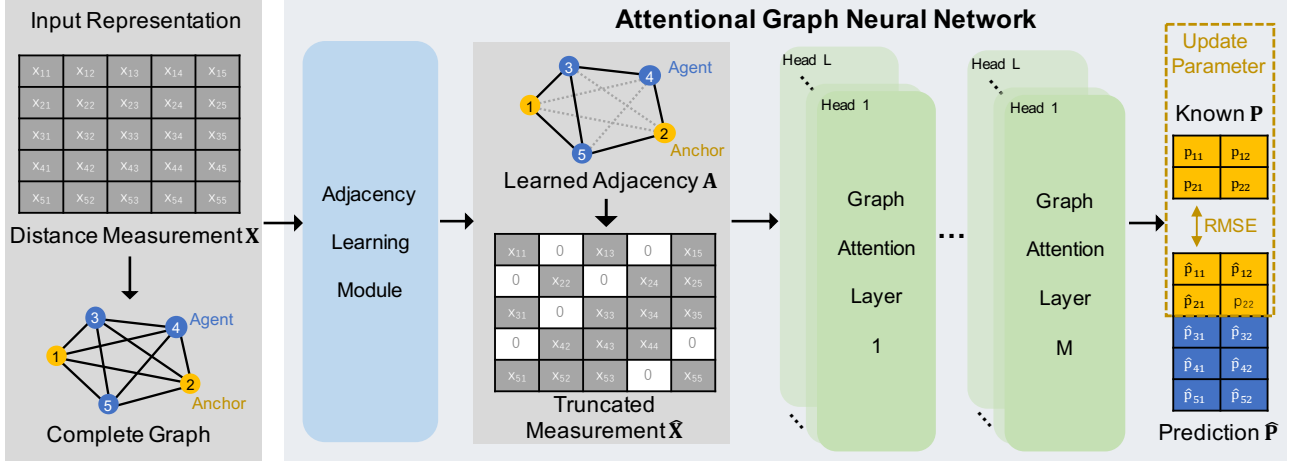 Input Representation
x₁₁ x₁₂ x₁₃ x₁₄ x₁₅
x₂₁ x₂₂ x₂₃ x₂₄ x₂₅
x₃₁ x₃₂ x₃₃ x₃₄ x₃₅
x₄₁ x₄₂ x₄₃ x₄₄ x₄₅
x₅₁ x₅₂ x₅₃ x₅₄ x₅₅
Distance Measurement X
3
4 Agent
1
2
5 Anchor
Complete Graph
Attentional Graph Neural Network
Adjacency
Learning
Module
3
4 Agent
1
2
5 Anchor
Learned Adjacency A
x₁₁ 0 x₁₃ 0 x₁₅
0 x₂₂ 0 x₂₄ x₂₅
x₃₁ 0 x₃₃ x₃₄ x₃₅
0 x₄₂ x₄₃ x₄₄ 0
x₅₁ x₅₂ x₅₃ 0 x₅₅
Truncated
Measurement X̂
Head L
Head 1
Graph
Attention
Layer
1
...
Head L
Head 1
Graph
Attention
Layer
M
Update
Parameter
Known P
p₁₁ p₁₂
p₂₁ p₂₂
RMSE
p̂₁₁ p̂₁₂
p̂₂₁ p₂₂
p̂₃₁ p̂₃₂
p̂₄₁ p̂₄₂
p̂₅₁ p̂₅₂
Prediction P̂